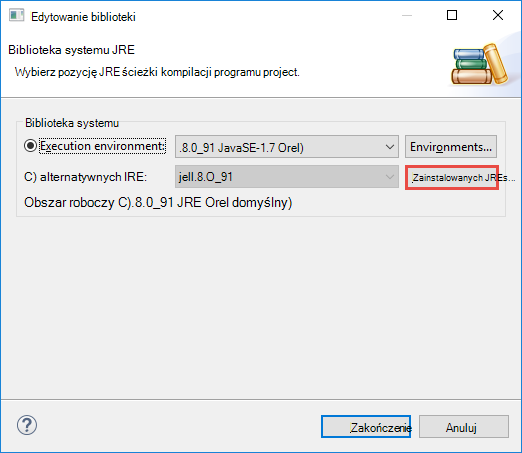 Edytowanie biblioteki
Biblioteka systemu JRE
Wybierz pozycję JRE ścieżki kompilacji programu project.
Biblioteka systemu
Execution environment: .8.0_91 JavaSE-1.7 Orel) Environments...
C) alternatywnych IRE: jell.8.O_91 Zainstalowanych JREs...
Obszar roboczy C).8.0_91 JRE Orel domyślny)
Zakończenie Anuluj